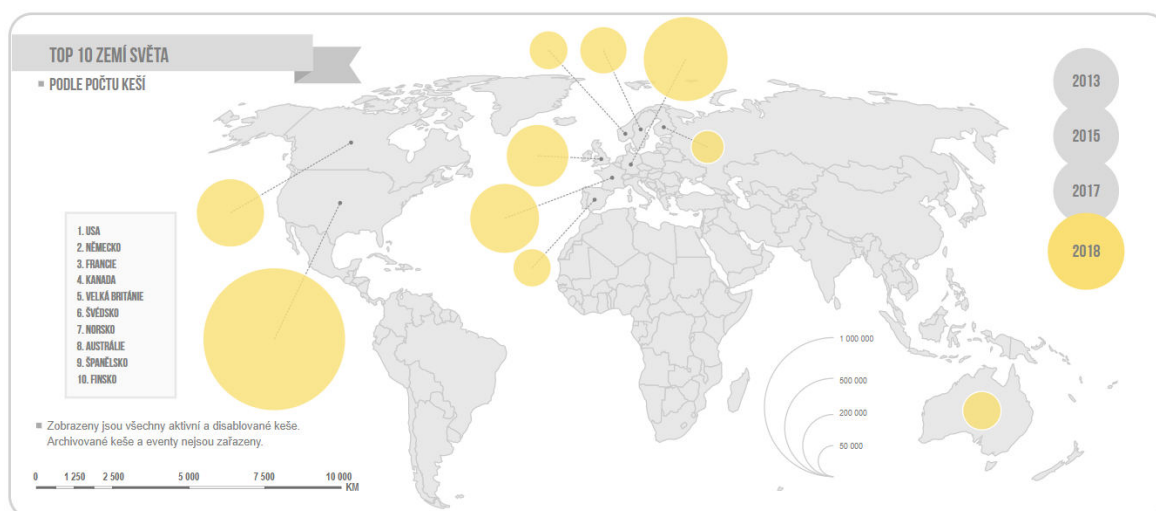 TOP 10 ZEMÍ SVĚTA
PODLE POČTU KEŠÍ
2013
2015
2017
2018
1. USA
2. NĚMECKO
3. FRANCIE
4. KANADA
5. VELKÁ BRITÁNIE
6. ŠVÉDSKO
7. NORSKO
8. AUSTRÁLIE
9. ŠPANĚLSKO
10. FINSKO
1 000 000
500 000
200 000
50 000
Zobrazeny jsou všechny aktivní a disablované keše.
Archivované keše a eventy nejsou zařazeny.
0 1 250 2 500 5 000 7 500 10 000
KM